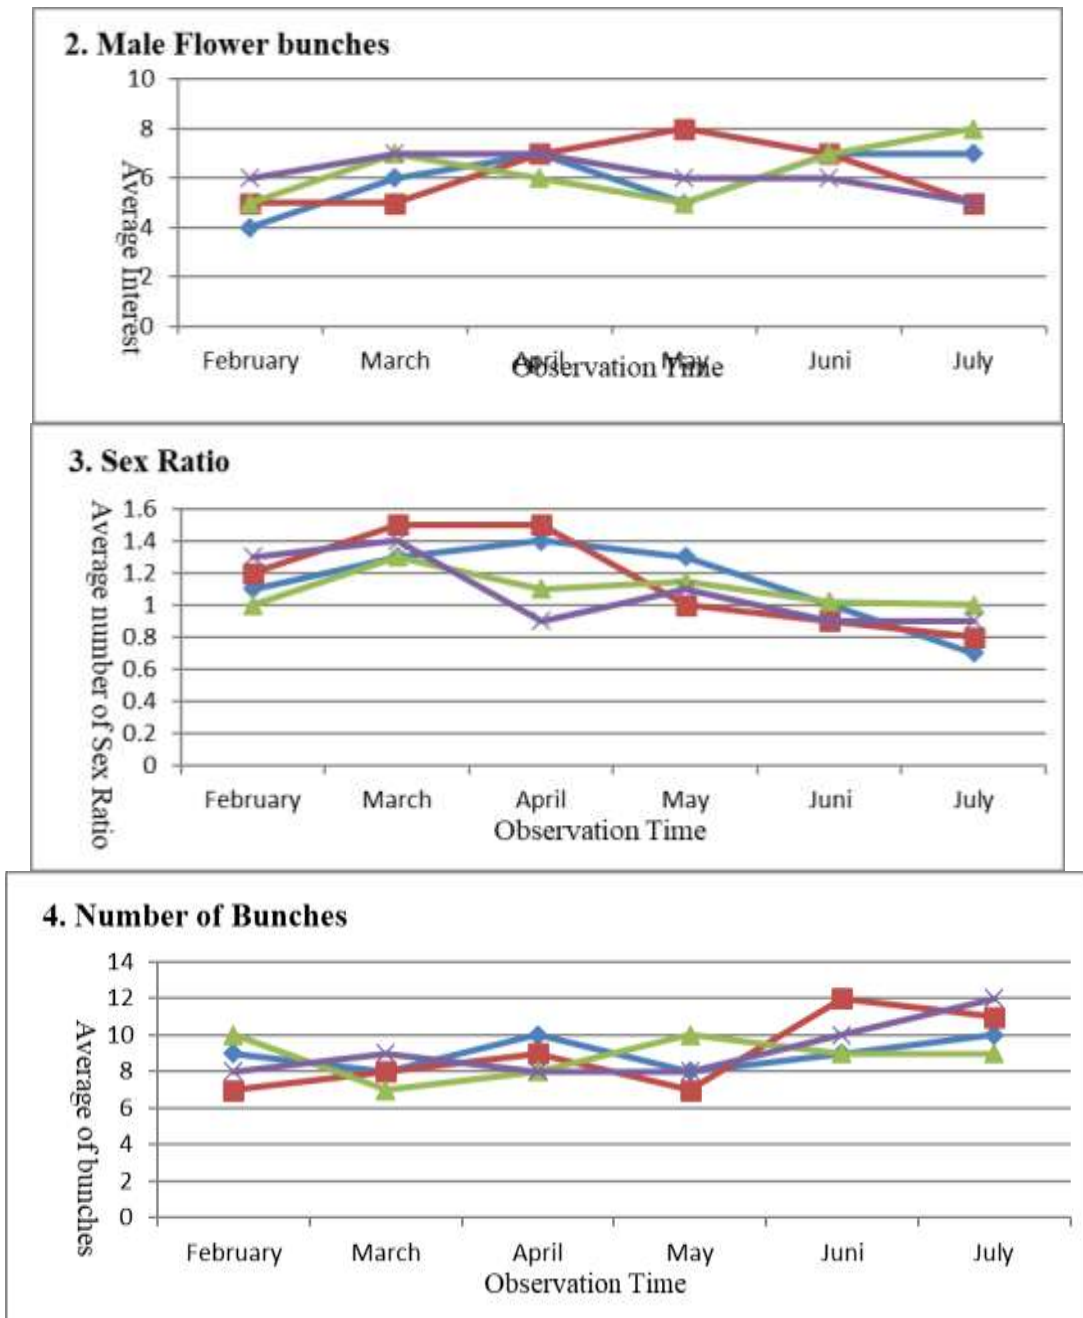 2. Male Flower bunches
Average Interest
10
8
6
4
2
0
February March April May Juni July
Observation Time
3. Sex Ratio
Average number of Sex Ratio
1.6
1.4
1.2
1
0.8
0.6
0.4
0.2
0
February March April May Juni July
Observation Time
4. Number of Bunches
Average of bunches
14
12
10
8
6
4
2
0
February March April May Juni July
Observation Time